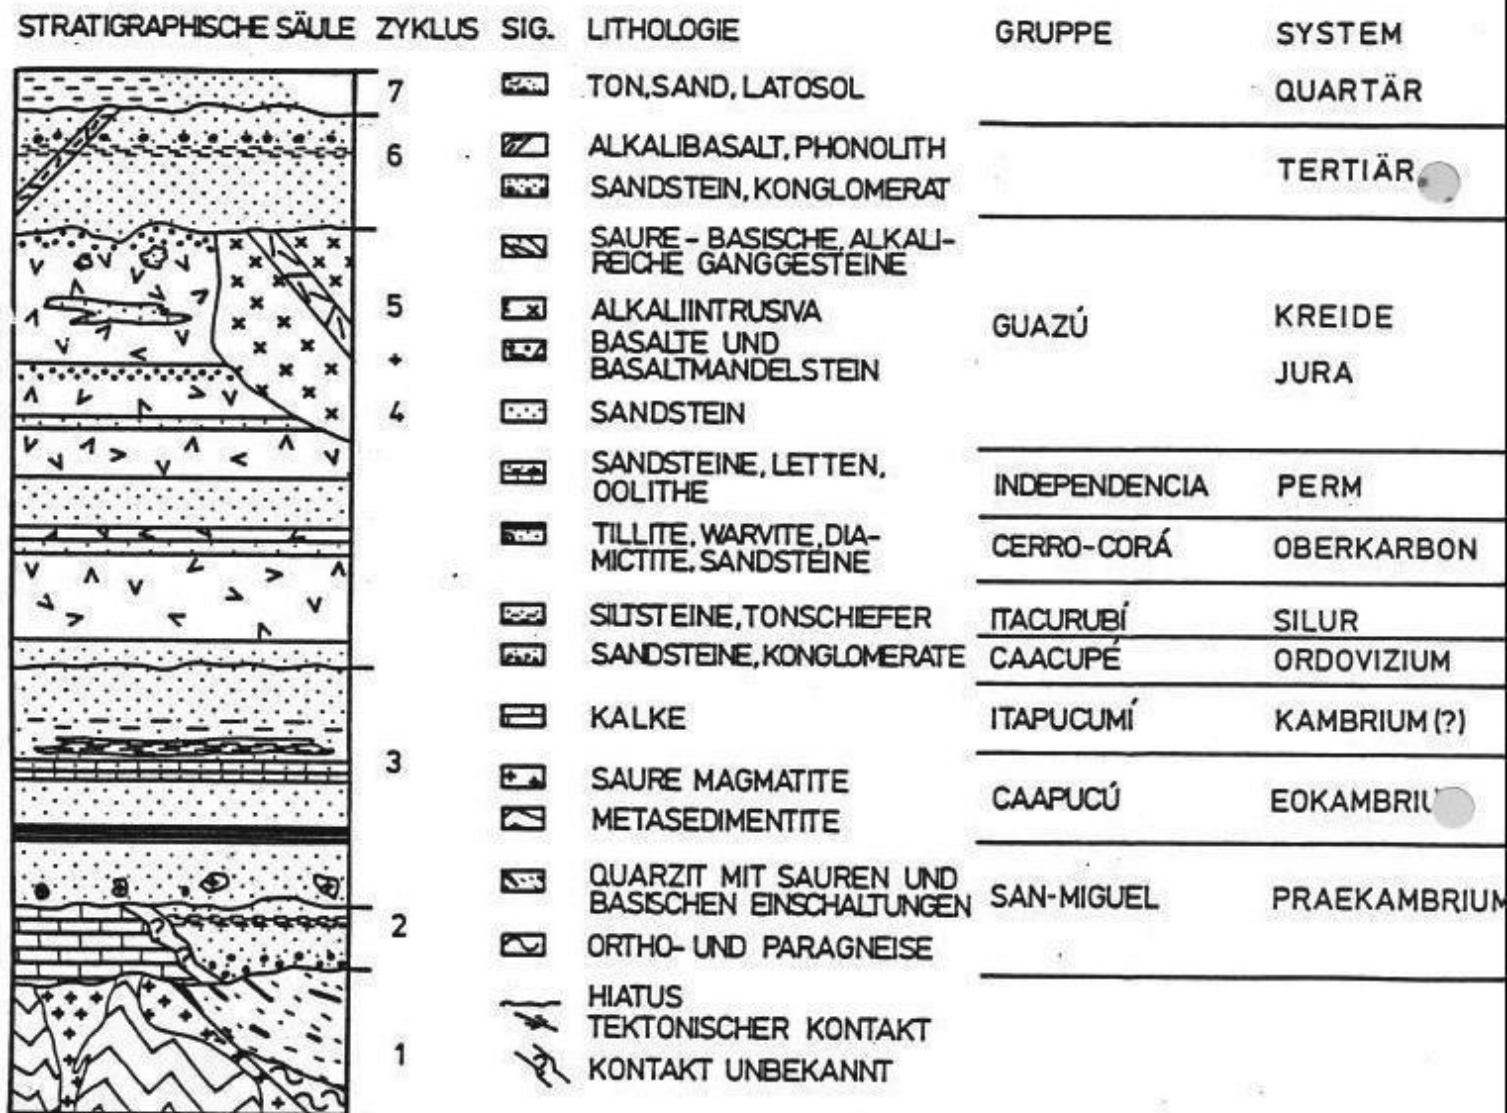 STRATIGRAPHISCHE SÄULE ZYKLUS SIG. LITHOLOGIE GRUPPE SYSTEM
7 TON,SAND,LATOSOL QUARTÄR
6 ALKALIBASALT,PHONOLITH TERTIÄR
SANDSTEIN,KONGLOMERAT
SAURE-BASISCHE,ALKALI-
REICHE GANGGESTEINE
5 ALKALIINTRUSIVA GUAZÚ KREIDE
+ BASALTE UND
BASALTMANDELSTEIN JURA
4 SANDSTEIN
SANDSTEINE,LETTEN,
OOLITHE INDEPENDENCIA PERM
TILLITE,WARVITE,DIA-
MICTITE,SANDSTEINE CERRO-CORÁ OBERKARBON
SILTSTEINE,TONSCHIEFER ITACURUBÍ SILUR
SANDSTEINE,KONGLOMERATE CAACUPÉ ORDOVIZIUM
KALKE ITAPUCUMÍ KAMBRIUM(?)
3 SAURE MAGMATITE
METASEDIMENTITE CAAPUCÚ
QUARZIT MIT SAUREN UND
BASISCHEN EINSCHALTUNGEN SAN-MIGUEL PRAEKAMBRIUM
2 ORTHO-UND PARAGNEISE
HIATUS
TEKTONISCHER KONTAKT
1 KONTAKT UNBEKANNT